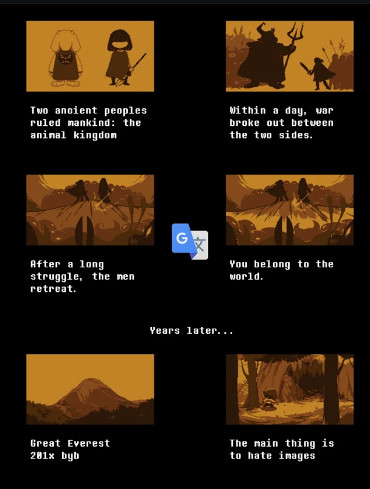 Two ancient peoples
ruled mankind: the
animal kingdom
Within a day, war
broke out between
the two sides.
After a long
struggle, the men
retreat.
You belong to the
world.
Years later...
Great Everest
201x byb
The main thing is
to hate images
G 文